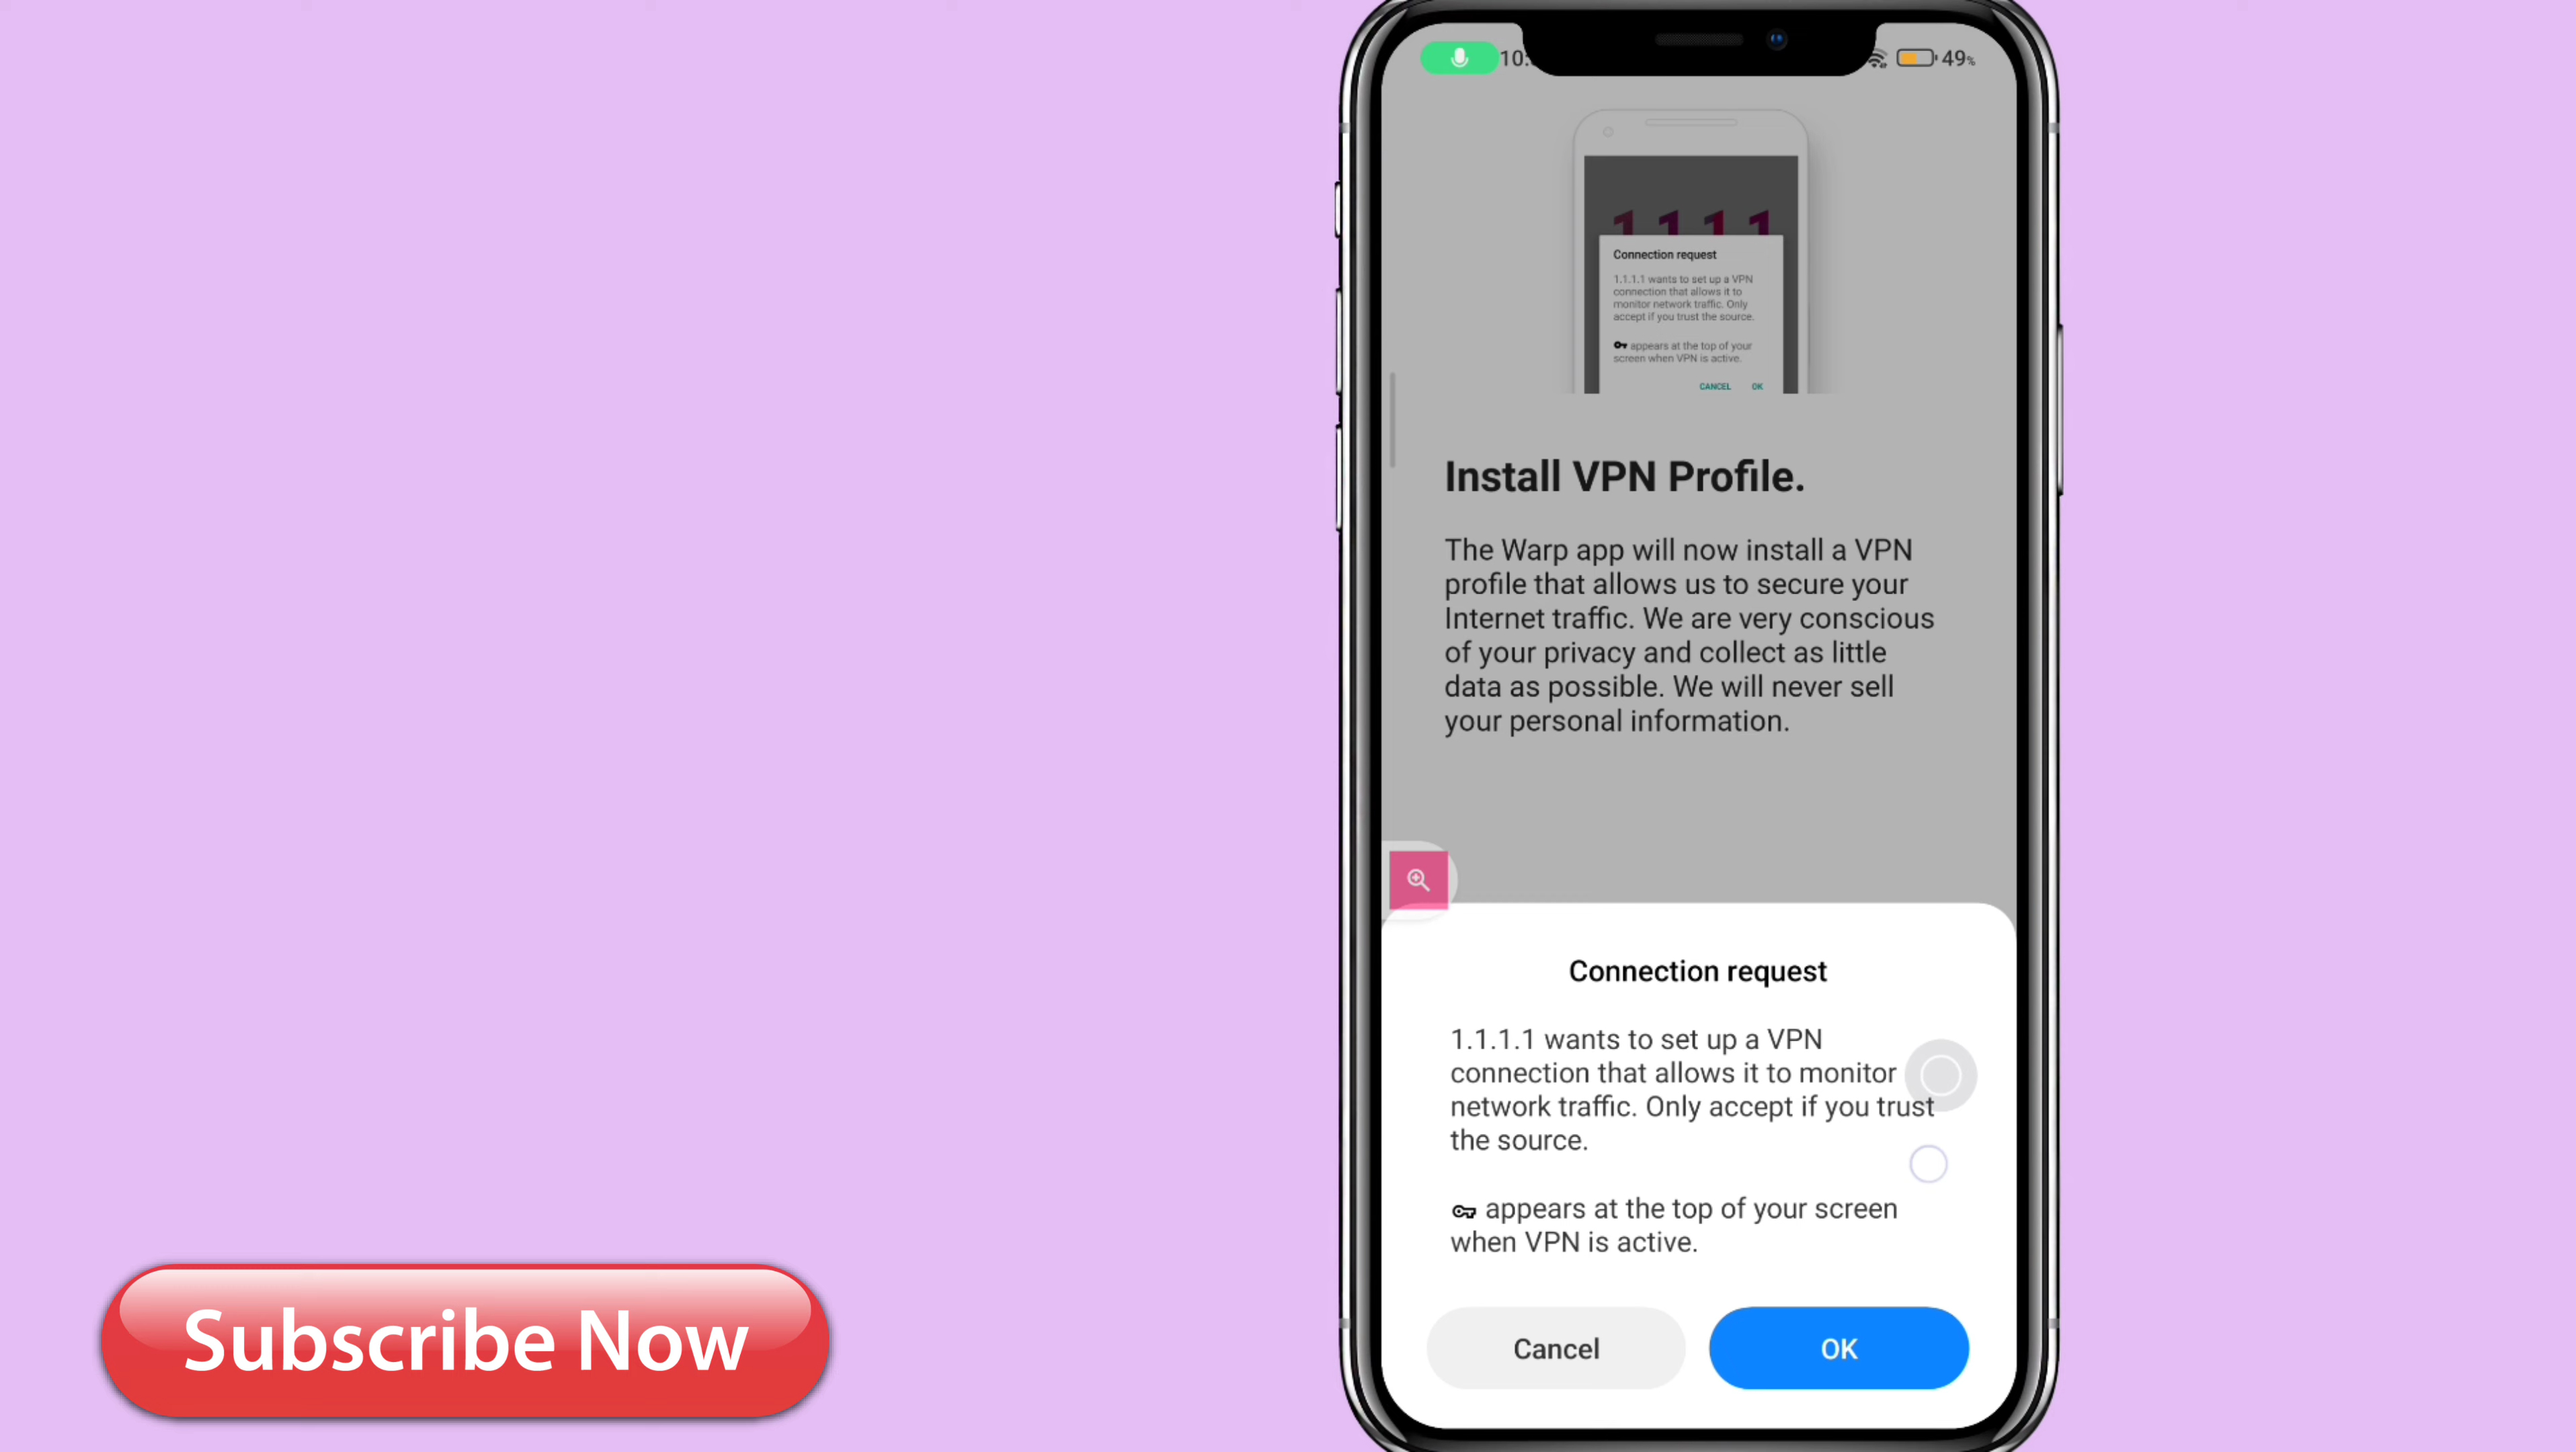 49%
Connection request
1.1.1.1 wants to set up a VPN
connection that allows it to
monitor network traffic. Only
accept if you trust the source.
appears at the top of your
screen when VPN is active.
CANCEL OK
Install VPN Profile.
The Warp app will now install a VPN
profile that allows us to secure your
Internet traffic. We are very conscious
of your privacy and collect as little
data as possible. We will never sell
your personal information.
Connection request
1.1.1.1 wants to set up a VPN
connection that allows it to monitor
network traffic. Only accept if you trust
the source.
appears at the top of your screen
when VPN is active.
Cancel OK
Subscribe Now